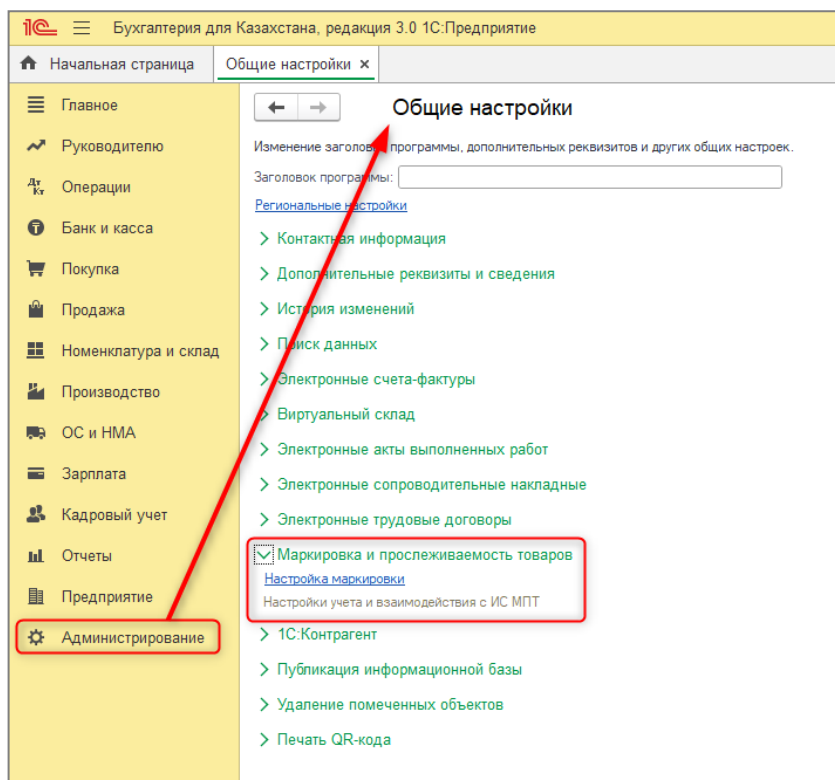 1С Бухгалтерия для Казахстана, редакция 3.0 1С:Предприятие
Начальная страница
Общие настройки ×
Главное
Руководителю
Дт Кт Операции
Банк и касса
Покупка
Продажа
Номенклатура и склад
Производство
ОС и НМА
Зарплата
Кадровый учет
Отчеты
Предприятие
Администрирование
Общие настройки
Изменение заголовка программы, дополнительных реквизитов и других общих настроек.
Заголовок программы:
Региональные настройки
Контактная информация
Дополнительные реквизиты и сведения
История изменений
Поиск данных
Электронные счета-фактуры
Виртуальный склад
Электронные акты выполненных работ
Электронные сопроводительные накладные
Электронные трудовые договоры
Маркировка и прослеживаемость товаров
Настройка маркировки
Настройки учета и взаимодействия с ИС МПТ
1С:Контрагент
Публикация информационной базы
Удаление помеченных объектов
Печать QR-кода